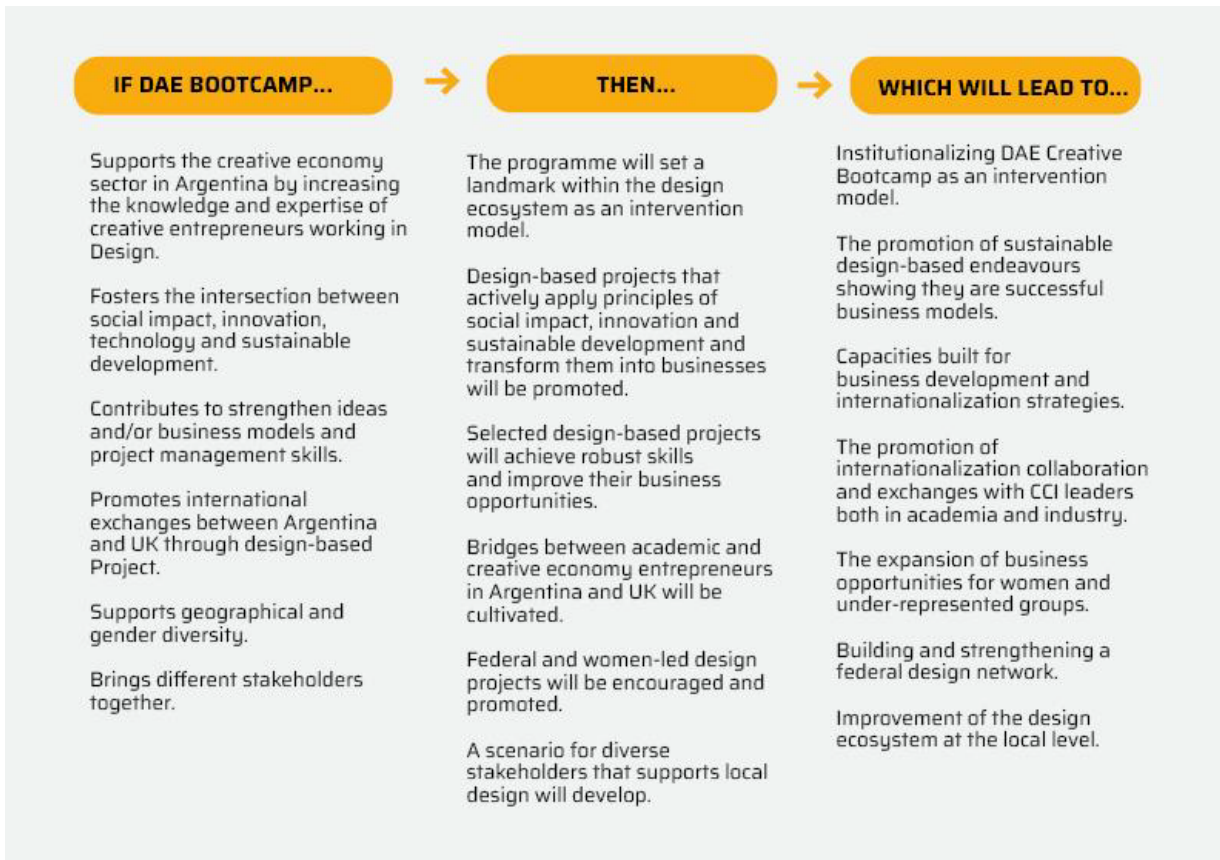 IF DAE BOOTCAMP...
Supports the creative economy
sector in Argentina by increasing
the knowledge and expertise of
creative entrepreneurs working in
Design.
Fosters the intersection between
social impact, innovation,
technology and sustainable
development.
Contributes to strengthen ideas
and/or business models and
project management skills.
Promotes international
exchanges between Argentina
and UK through design-based
Project.
Supports geographical and
gender diversity.
Brings different stakeholders
together.
THEN...
The programme will set a
landmark within the design
ecosystem as an intervention
model.
Design-based projects that
actively apply principles of
social impact, innovation and
sustainable development and
transform them into businesses
will be promoted.
Selected design-based projects
will achieve robust skills
and improve their business
opportunities.
Bridges between academic and
creative economy entrepreneurs
in Argentina and UK will be
cultivated.
Federal and women-led design
projects will be encouraged and
promoted.
A scenario for diverse
stakeholders that supports local
design will develop.
WHICH WILL LEAD TO...
Institutionalizing DAE Creative
Bootcamp as an intervention
model.
The promotion of sustainable
design-based endeavours
showing they are successful
business models.
Capacities built for
business development and
internationalization strategies.
The promotion of
internationalization collaboration
and exchanges with CCI leaders
both in academia and industry.
The expansion of business
opportunities for women and
under-represented groups.
Building and strengthening a
federal design network.
Improvement of the design
ecosystem at the local level.